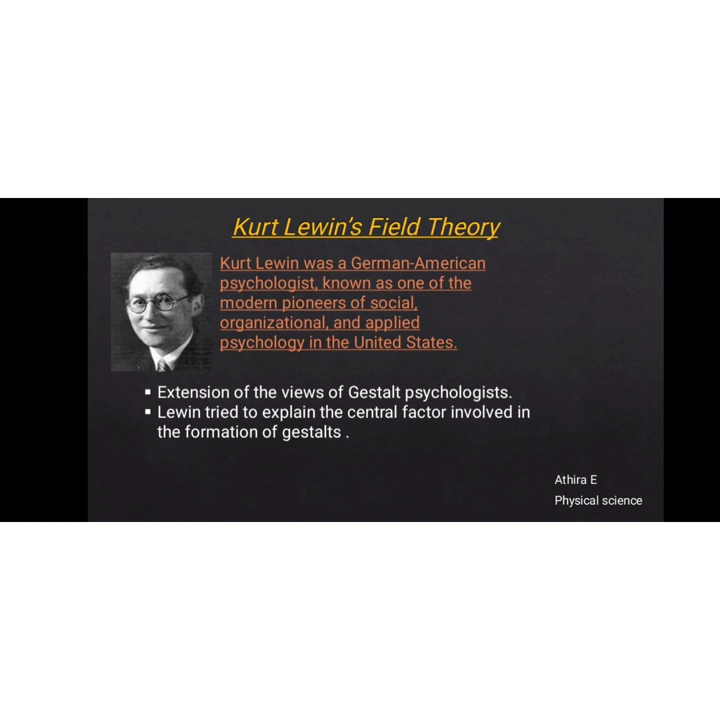 Kurt Lewin's Field Theory
Kurt Lewin was a German-American
psychologist, known as one of the
modern pioneers of social,
organizational, and applied
psychology in the United States.
▪ Extension of the views of Gestalt psychologists.
▪ Lewin tried to explain the central factor involved in
the formation of gestalts .
Athira E
Physical science